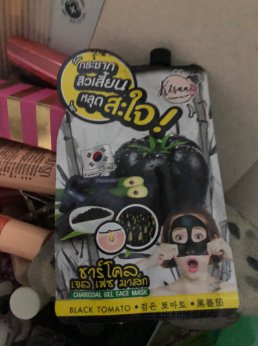 กระชาก
สิวเสี้ยน
หลุด สะใจ!
ชาร์โคล
เจล เฟซ มาส์ก
CHARCOAL GEL FACE MASK
BLACK TOMATO • 검은 토마토 • 黑番茄